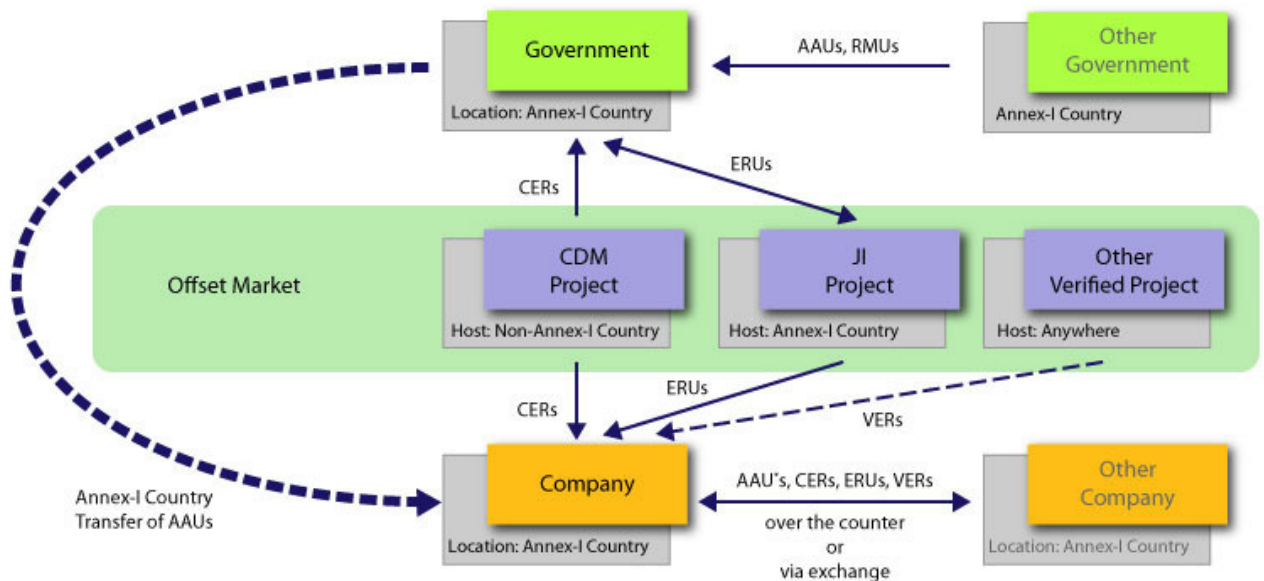 Government
Location: Annex-I Country
AAUs, RMUs
Other
Government
Annex-I Country
CERs
ERUs
Offset Market
CDM
Project
Host: Non-Annex-I Country
JI
Project
Host: Annex-I Country
Other
Verified Project
Host: Anywhere
CERs
ERUs
VERs
Annex-I Country
Transfer of AAUs
Company
Location: Annex-I Country
AAU*s, CERs, ERUs, VERs
over the counter
or
via exchange
Other
Company
Location: Annex-I Country